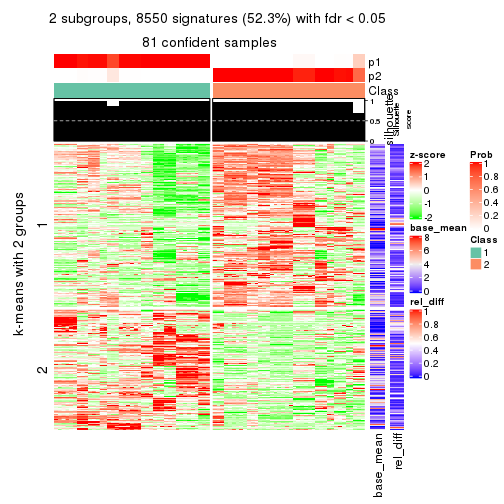 2 subgroups, 8550 signatures (52.3%) with fdr < 0.05
81 confident samples
p1
p2
Class
1
0.5
0
silhouette
Silhouette
score
k-means with 2 groups
1
2
base_mean
rel_diff
z-score
2
1
0
-1
-2
base_mean
8
6
4
2
0
rel_diff
1
0.8
0.6
0.4
0.2
0
Prob
1
0.8
0.6
0.4
0.2
0
Class
1
2